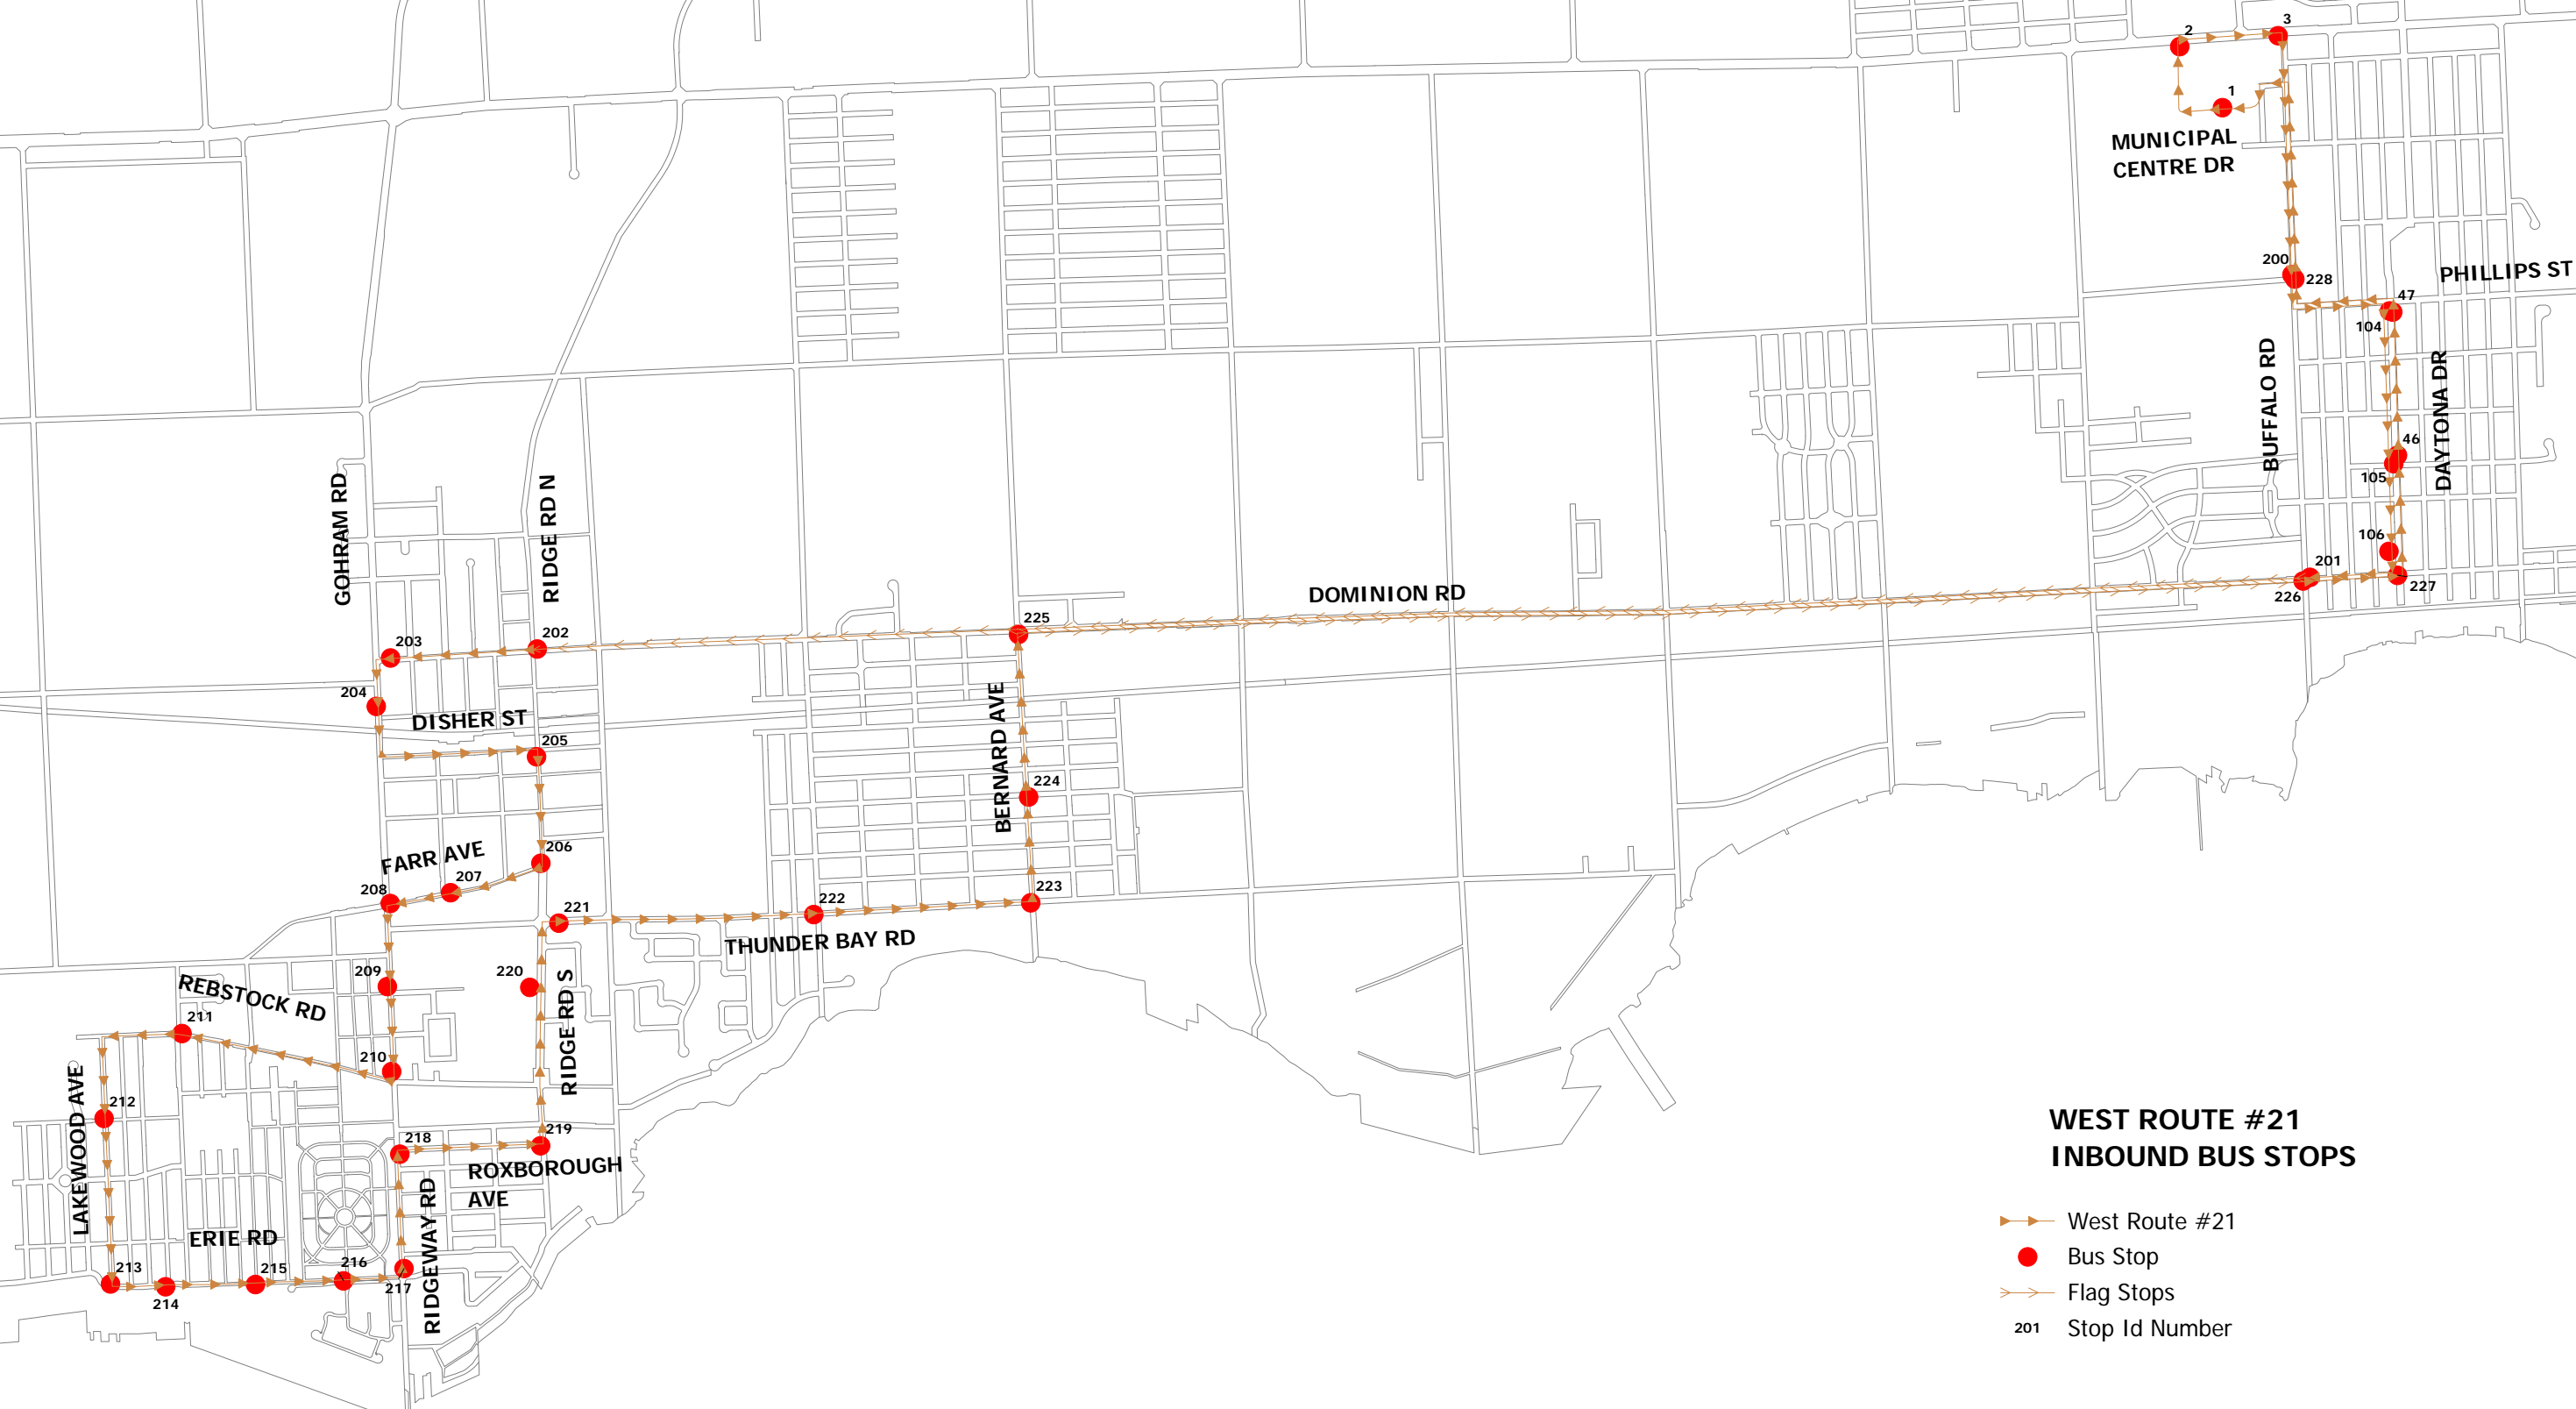 3
2
1
MUNICIPAL
CENTRE DR
200
228
PHILLIPS ST
47
104
BUFFALO RD
DAYTONA DR
46
105
106
201
226
227
GOHRAM RD
RIDGE RD N
DOMINION RD
225
202
203
204
DISHER ST
205
BERNARD AVE
224
FARR AVE
206
207
208
223
222
221
THUNDER BAY RD
209
220
REBSTOCK RD
RIDGE RD S
211
210
LAKEWOOD AVE
212
218
219
ROXBOROUGH
AVE
RIDGEWAY RD
ERIE RD
213
214
215
216
217
WEST ROUTE #21
INBOUND BUS STOPS
West Route #21
Bus Stop
Flag Stops
201 Stop Id Number